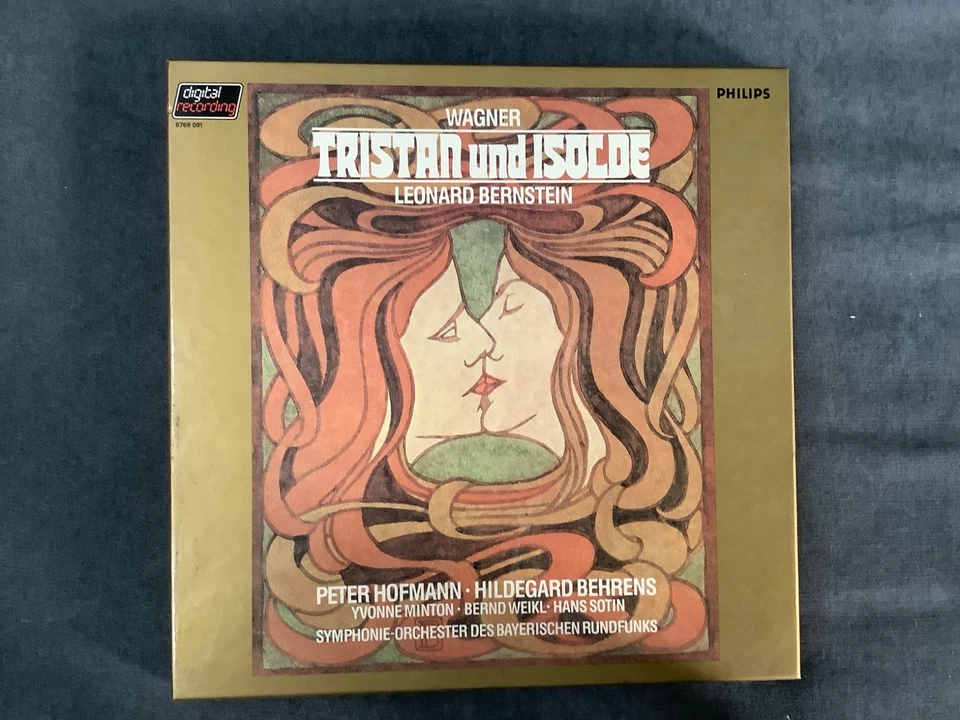 digital
recording
6769 091
PHILIPS
WAGNER
TRISTAN und ISOLDE
LEONARD BERNSTEIN
PETER HOFMANN · HILDEGARD BEHRENS
YVONNE MINTON · BERND WEIKL · HANS SOTIN
SYMPHONIE-ORCHESTER DES BAYERISCHEN RUNDFUNKS